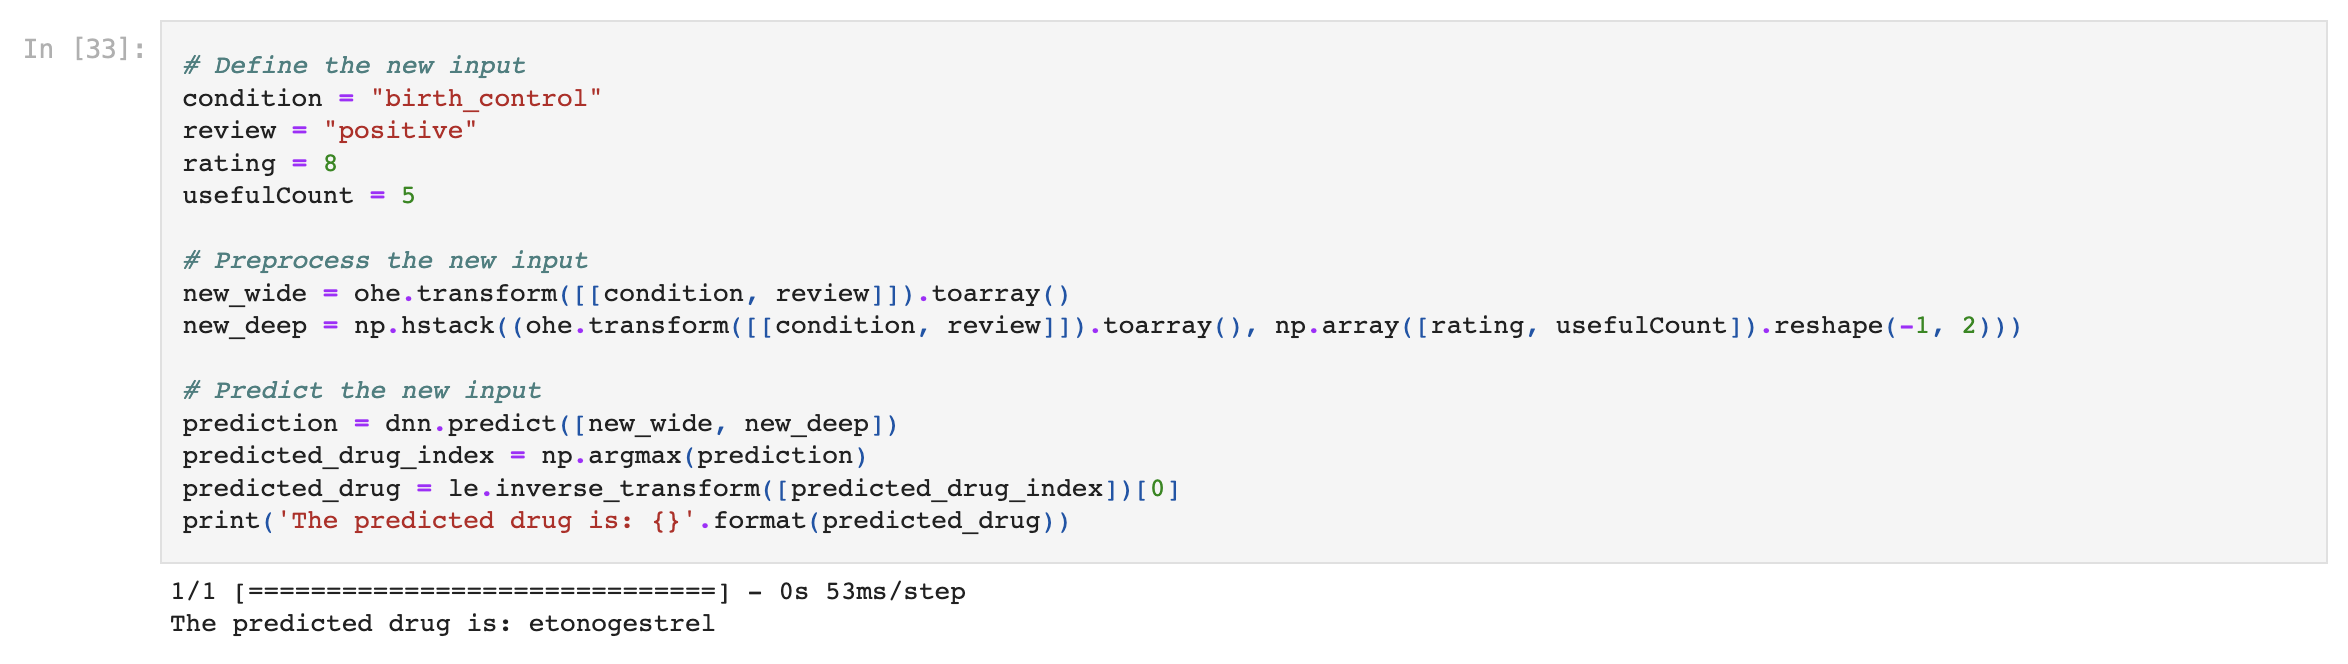 In [33]:
# Define the new input
condition = "birth_control"
review = "positive"
rating = 8
usefulCount = 5
# Preprocess the new input
new_wide = ohe.transform([[condition, review]]).toarray()
new_deep = np.hstack((ohe.transform([[condition, review]]).toarray(), np.array([rating, usefulCount]).reshape(-1, 2)))
# Predict the new input
prediction = dnn.predict([new_wide, new_deep])
predicted_drug_index = np.argmax(prediction)
predicted_drug = le.inverse_transform([predicted_drug_index])[0]
print('The predicted drug is: {}'.format(predicted_drug))
1/1 [==============================] - 0s 53ms/step
The predicted drug is: etonogestrel